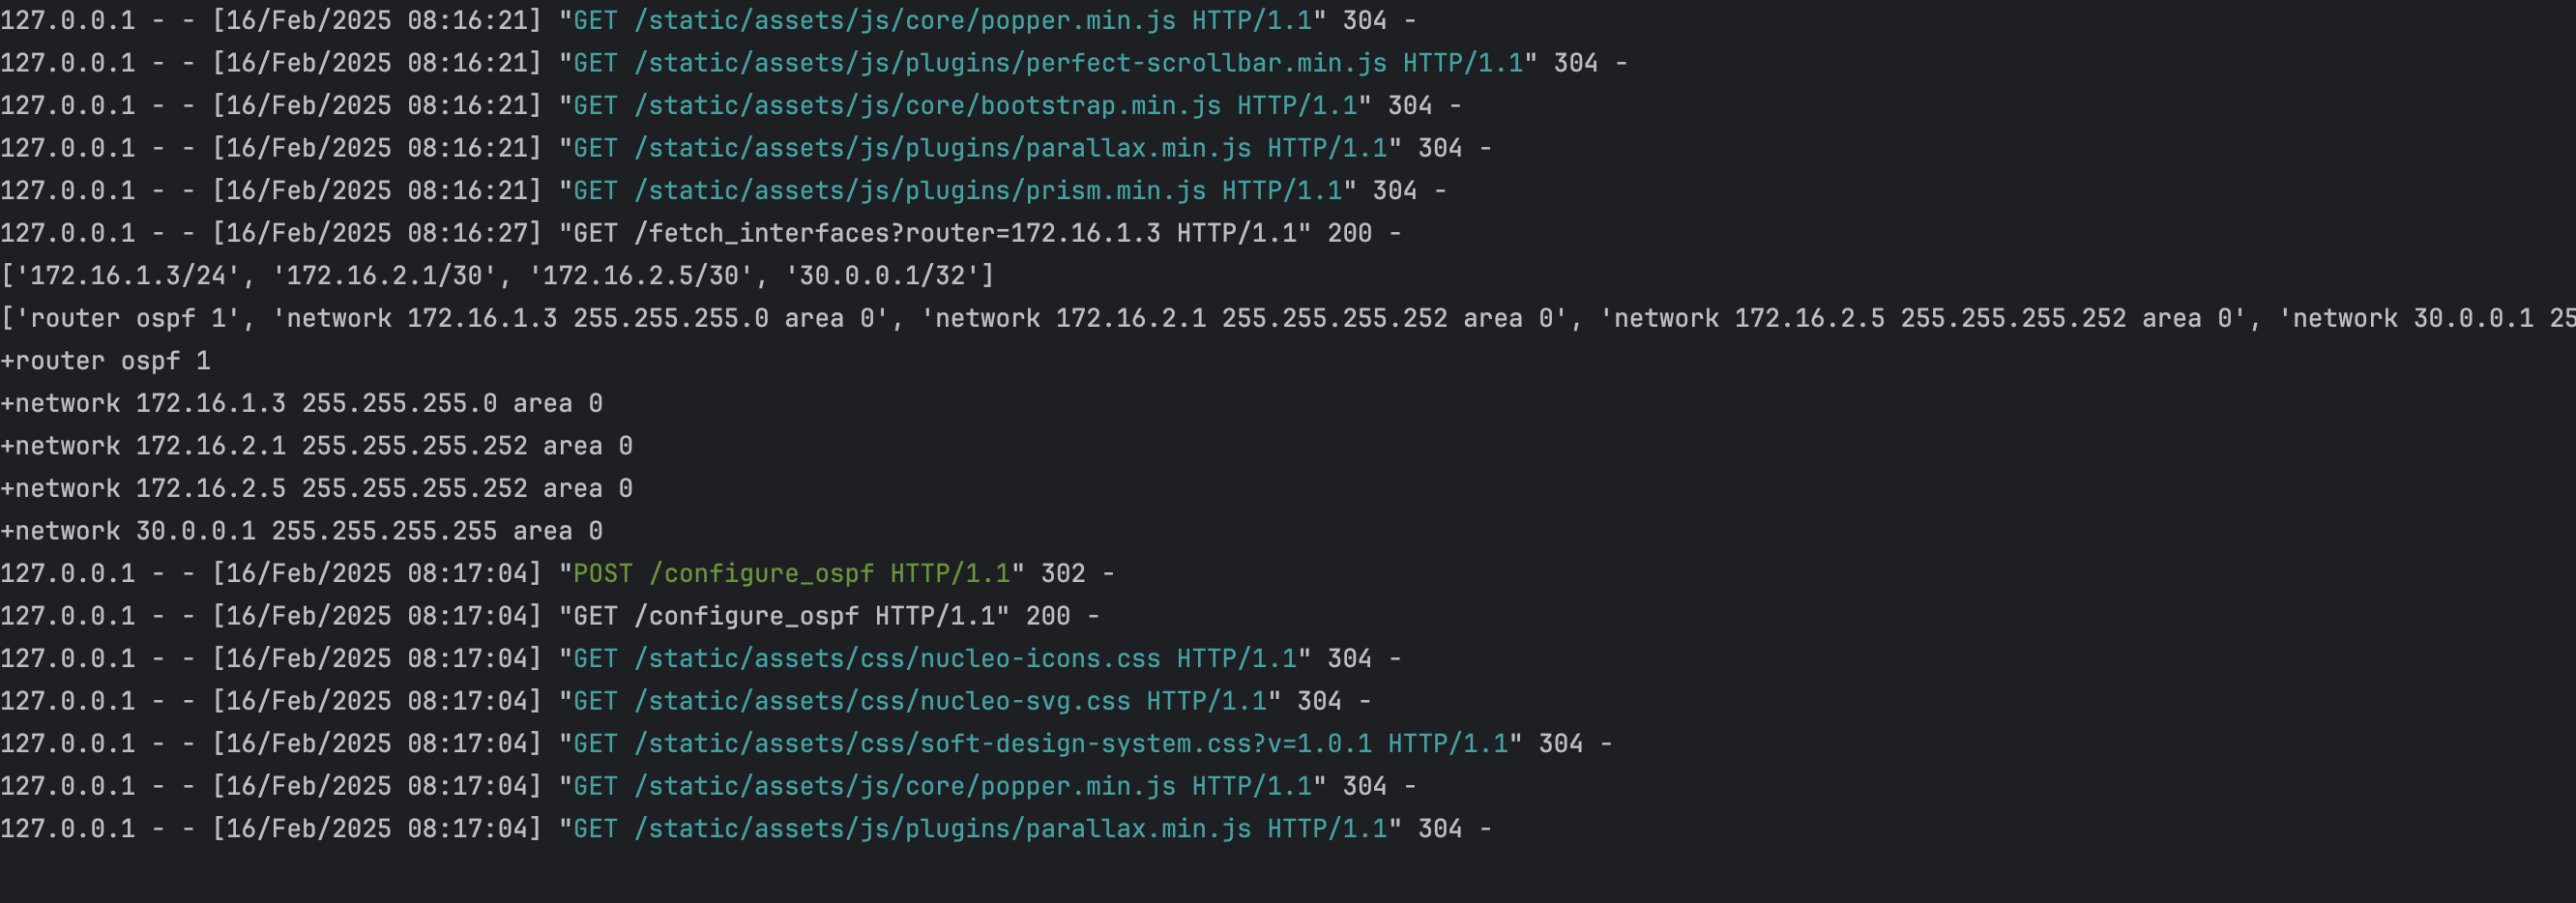 127.0.0.1 - - [16/Feb/2025 08:16:21] "GET /static/assets/js/core/popper.min.js HTTP/1.1" 304 -
127.0.0.1 - - [16/Feb/2025 08:16:21] "GET /static/assets/js/plugins/perfect-scrollbar.min.js HTTP/1.1" 304 -
127.0.0.1 - - [16/Feb/2025 08:16:21] "GET /static/assets/js/core/bootstrap.min.js HTTP/1.1" 304 -
127.0.0.1 - - [16/Feb/2025 08:16:21] "GET /static/assets/js/plugins/parallax.min.js HTTP/1.1" 304 -
127.0.0.1 - - [16/Feb/2025 08:16:21] "GET /static/assets/js/plugins/prism.min.js HTTP/1.1" 304 -
127.0.0.1 - - [16/Feb/2025 08:16:27] "GET /fetch_interfaces?router=172.16.1.3 HTTP/1.1" 200 -
['172.16.1.3/24', '172.16.2.1/30', '172.16.2.5/30', '30.0.0.1/32']
['router ospf 1', 'network 172.16.1.3 255.255.255.0 area 0', 'network 172.16.2.1 255.255.255.252 area 0', 'network 172.16.2.5 255.255.255.252 area 0', 'network 30.0.0.1 25
+router ospf 1
+network 172.16.1.3 255.255.255.0 area 0
+network 172.16.2.1 255.255.255.252 area 0
+network 172.16.2.5 255.255.255.252 area 0
+network 30.0.0.1 255.255.255.255 area 0
127.0.0.1 - - [16/Feb/2025 08:17:04] "POST /configure_ospf HTTP/1.1" 302 -
127.0.0.1 - - [16/Feb/2025 08:17:04] "GET /configure_ospf HTTP/1.1" 200 -
127.0.0.1 - - [16/Feb/2025 08:17:04] "GET /static/assets/css/nucleo-icons.css HTTP/1.1" 304 -
127.0.0.1 - - [16/Feb/2025 08:17:04] "GET /static/assets/css/nucleo-svg.css HTTP/1.1" 304 -
127.0.0.1 - - [16/Feb/2025 08:17:04] "GET /static/assets/css/soft-design-system.css?v=1.0.1 HTTP/1.1" 304 -
127.0.0.1 - - [16/Feb/2025 08:17:04] "GET /static/assets/js/core/popper.min.js HTTP/1.1" 304 -
127.0.0.1 - - [16/Feb/2025 08:17:04] "GET /static/assets/js/plugins/parallax.min.js HTTP/1.1" 304 -